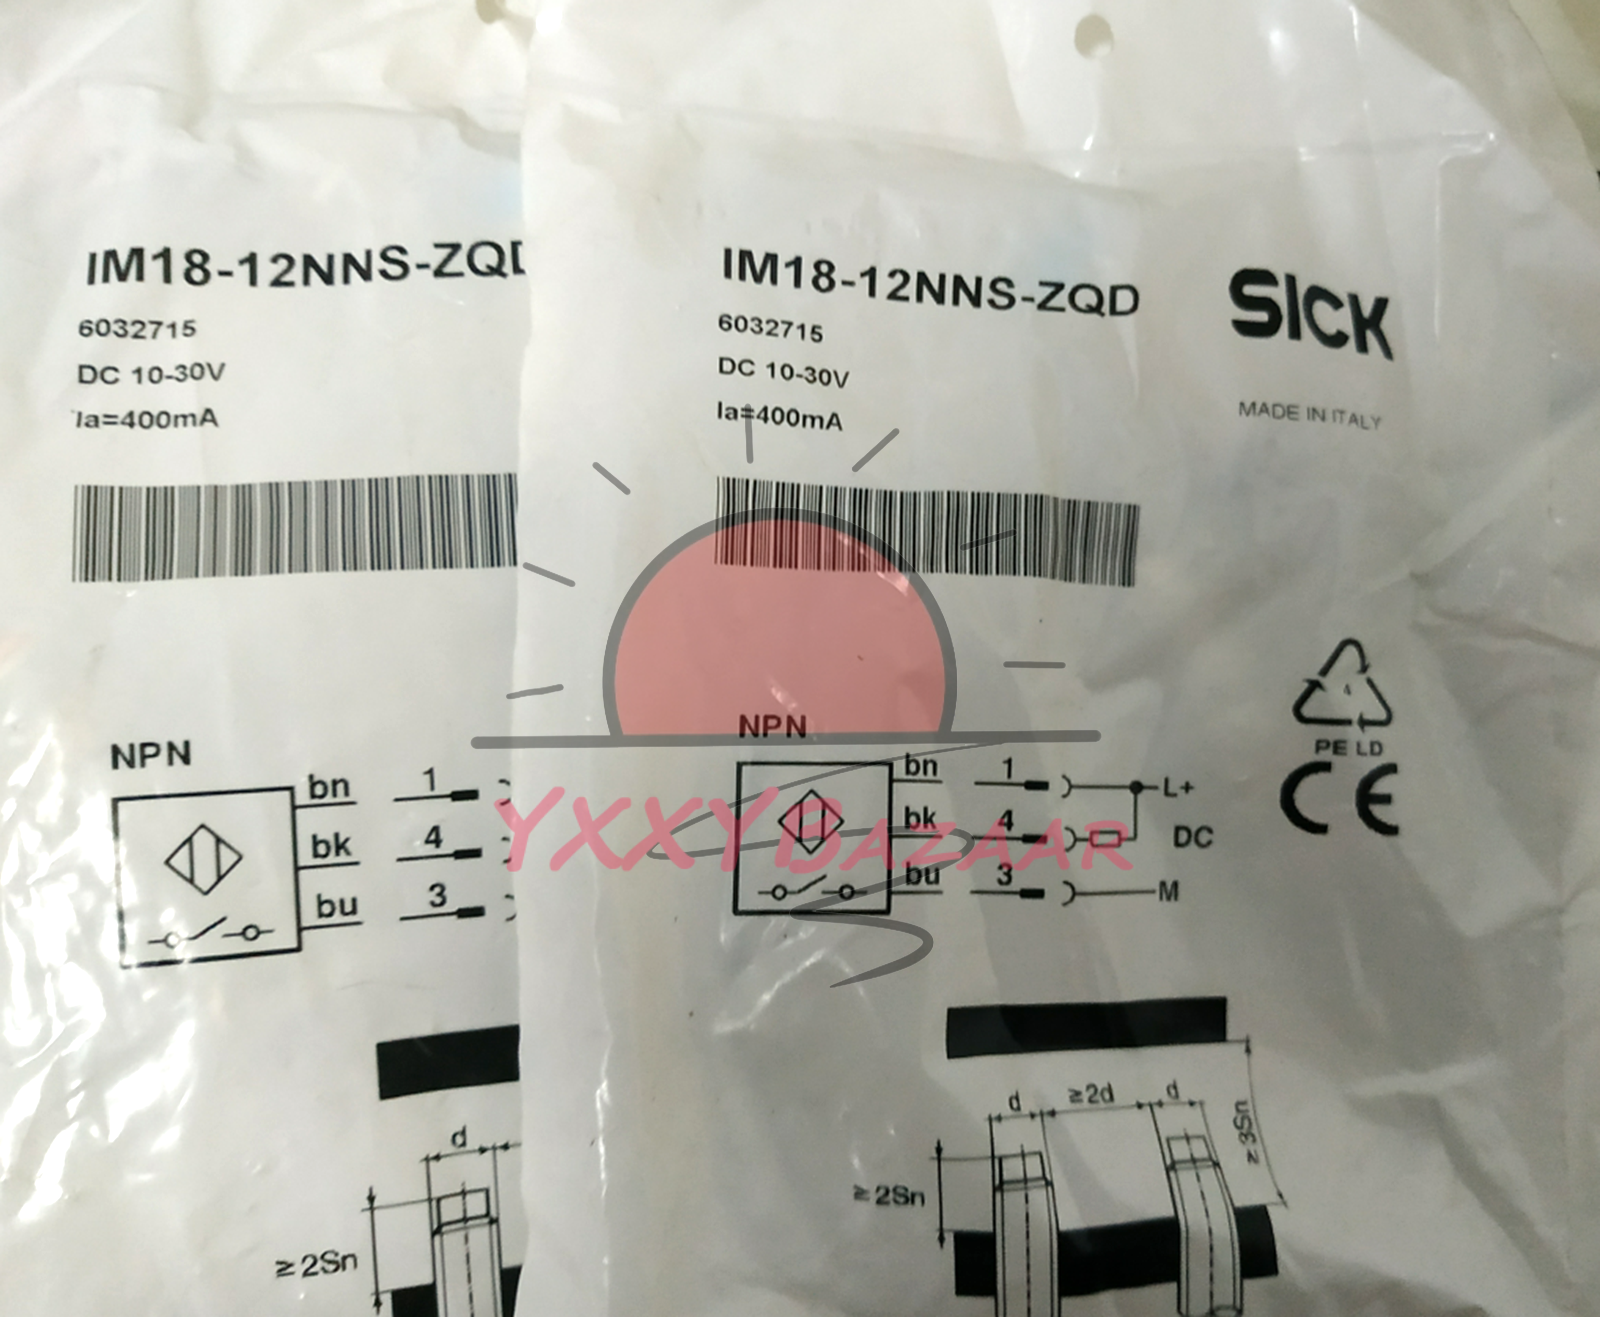 IM18-12NNS-ZQD
6032715
DC 10-30V
Ia=400mA
NPN
bn 1
bk 4
bu 3
d
≥2Sn
IM18-12NNS-ZQD
6032715
DC 10-30V
Ia=400mA
SICK
MADE IN ITALY
4
PE LD
CE
NPN
bn 1 L+
bk 4 DC
bu 3 M
d ≥2d d
≥3Sn
≥2Sn
YXXYBAZAAR